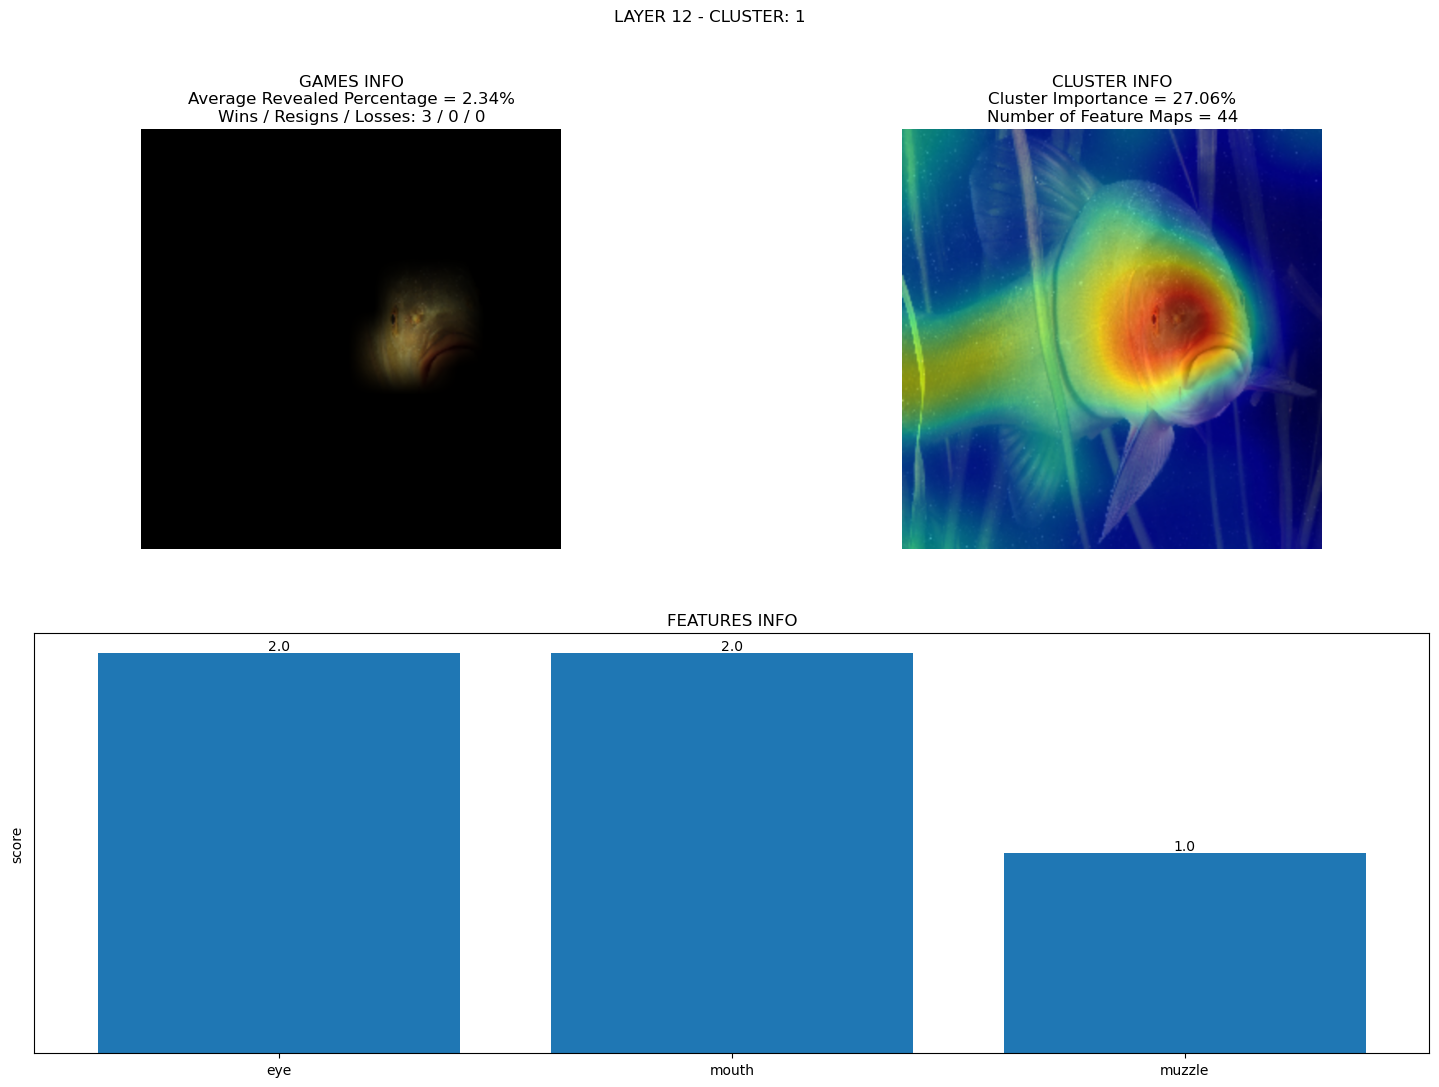 LAYER 12 - CLUSTER: 1
GAMES INFO
Average Revealed Percentage = 2.34%
Wins / Resigns / Losses: 3 / 0 / 0
CLUSTER INFO
Cluster Importance = 27.06%
Number of Feature Maps = 44
FEATURES INFO
score
2.0
2.0
1.0
eye
mouth
muzzle